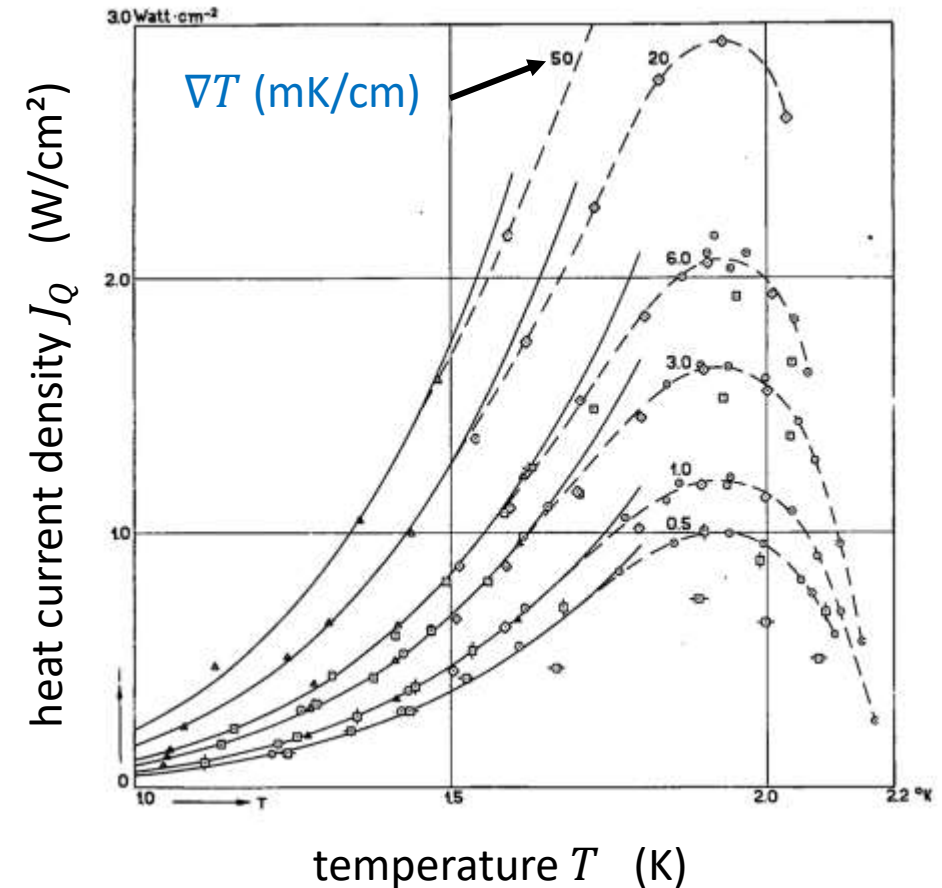 3.0 Watt·cm⁻²
50
20
∇T (mK/cm)
heat current density J_Q (W/cm²)
2.0
6.0
3.0
1.0
1.0
0.5
0
1.0
T
1.5
2.0
2.2 °K
temperature T (K)